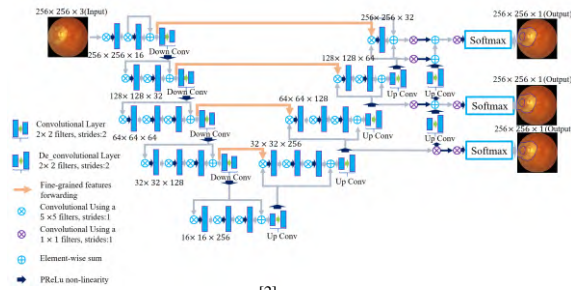 256× 256 × 3(Input)
256 × 256 × 16
Down Conv
256× 256 × 32
256× 256 × 1(Output)
Softmax
128× 128 × 32
Down Conv
128× 128 × 64
Up Conv
Up Conv
256× 256 × 1(Output)
Softmax
64× 64 × 64
Down Conv
64× 64 × 128
Up Conv
256× 256 × 1(Output)
Softmax
32× 32 × 128
Down Conv
32× 32 × 256
Up Conv
16× 16 × 256
Up Conv
Convolutional Layer
2× 2 filters, strides:2
De_convolutional Layer
2× 2 filters, strides:2
Fine-grained features
forwarding
Convolutional Using a
5 ×5 filters, strides:1
Convolutional Using a
1 ×1 filters, strides:1
Element-wise sum
PReLu non-linearity